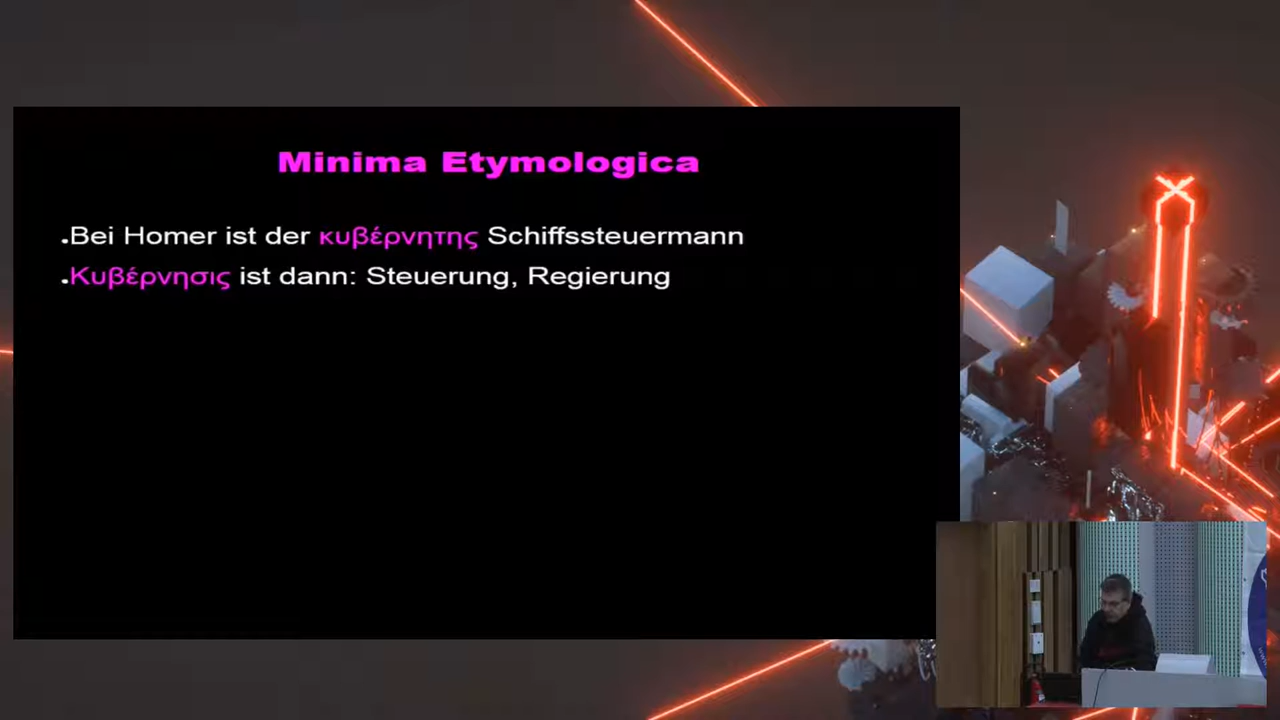 Minima Etymologica
.Bei Homer ist der κυβέρνητης Schiffssteuermann
.Κυβέρνησις ist dann: Steuerung, Regierung